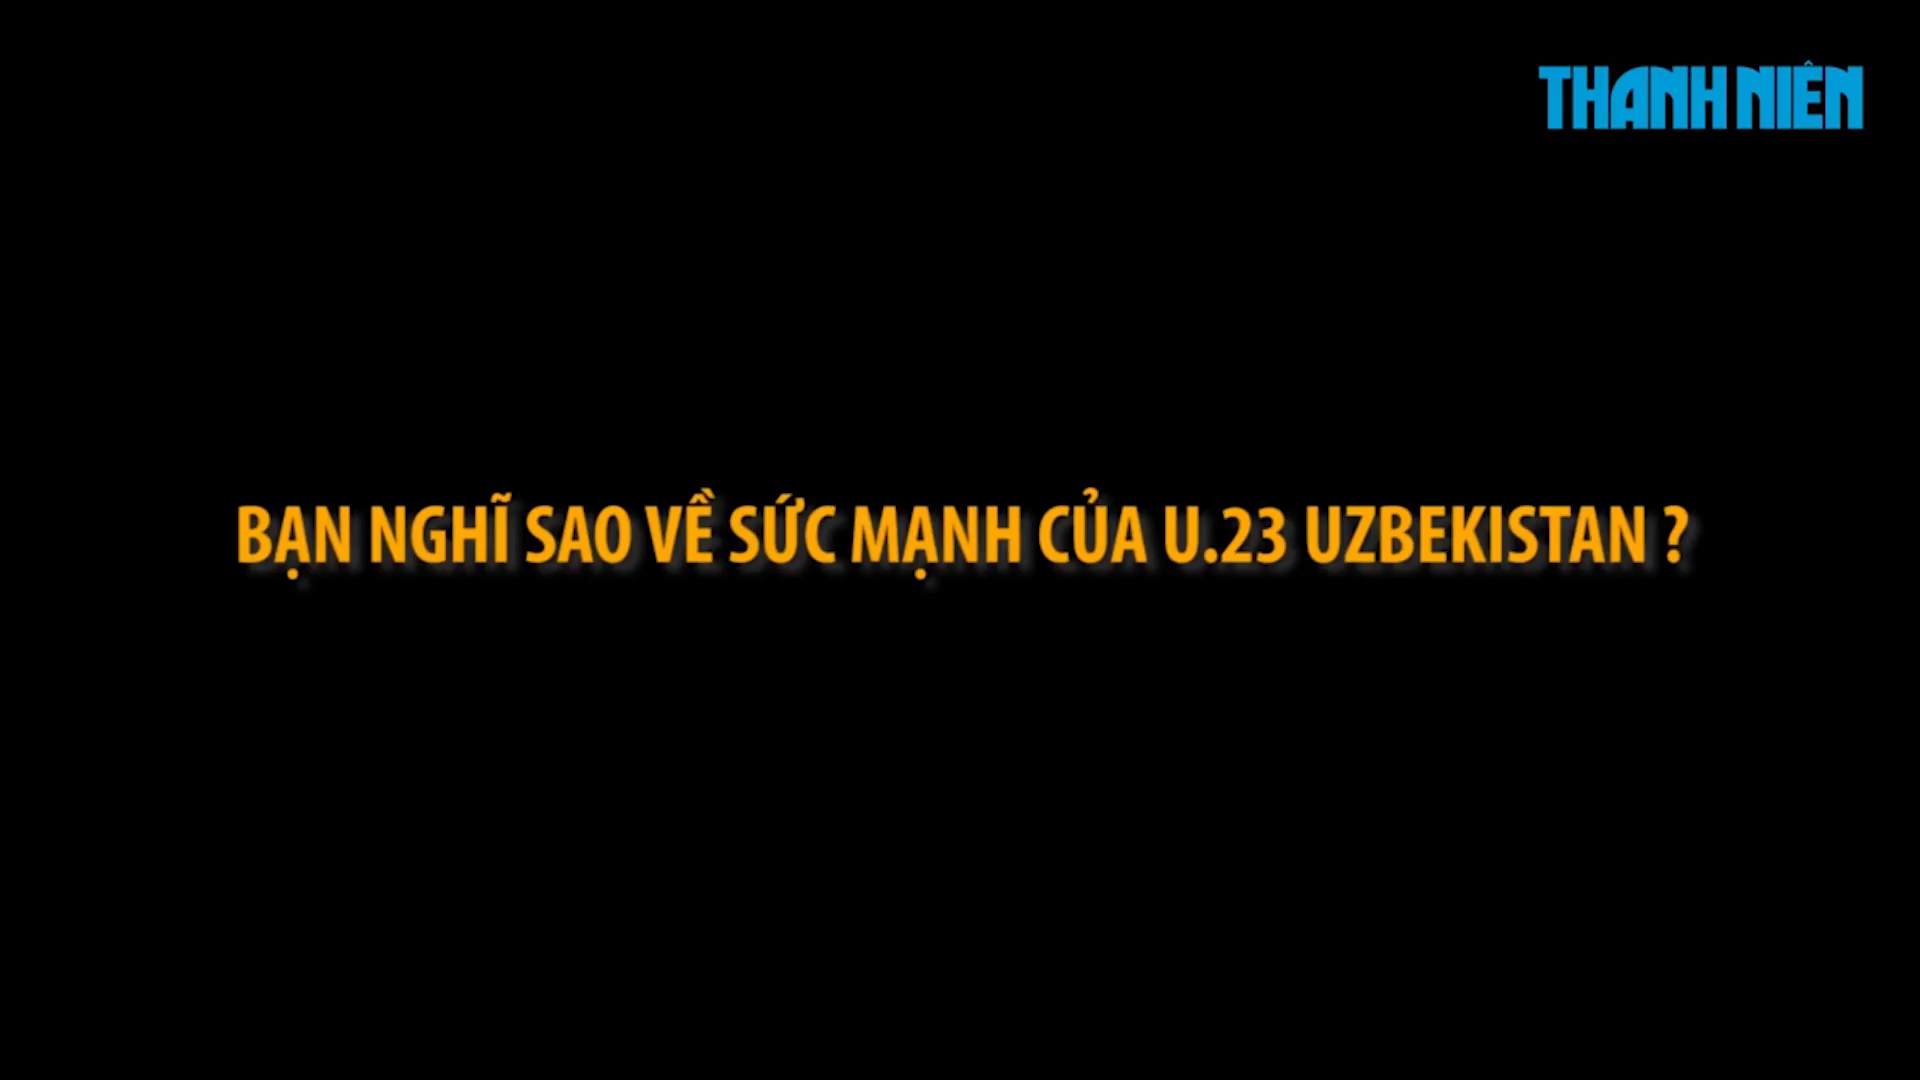 THANH NIÊN
BẠN NGHĨ SAO VỀ SỨC MẠNH CỦA U.23 UZBEKISTAN ?